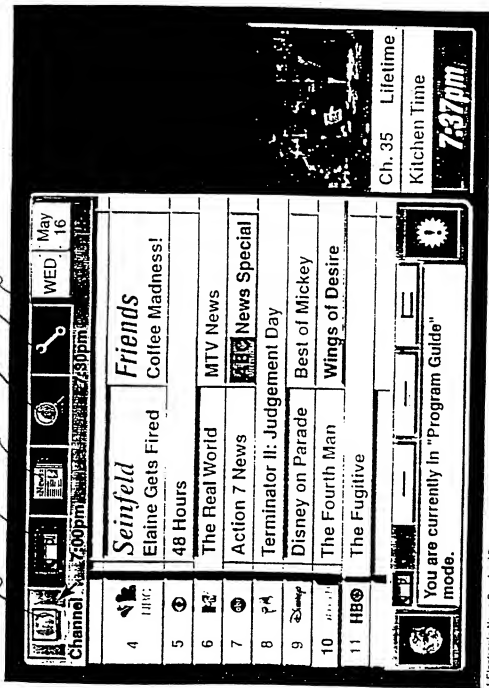 WED. May
16
Channel 7:00pm 7:30pm
4 NBC Seinfeld Friends
Elaine Gets Fired Coffee Madness!
5 48 Hours
6 The Real World MTV News
7 Action 7 News ABC News Special
8 Terminator II: Judgement Day
9 Disney Disney on Parade Best of Mickey
10 The Fourth Man Wings of Desire
11 HBO The Fugitive
You are currently in "Program Guide"
mode.
Ch. 35 Lifetime
Kitchen Time
7:37pm